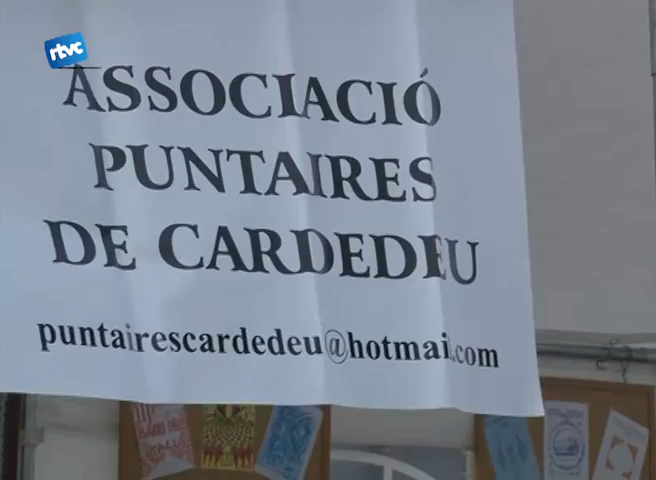 rtvc
ASSOCIACIÓ
PUNTAIRES
DE CARDEDEU
puntairescardedeu@hotmail.com